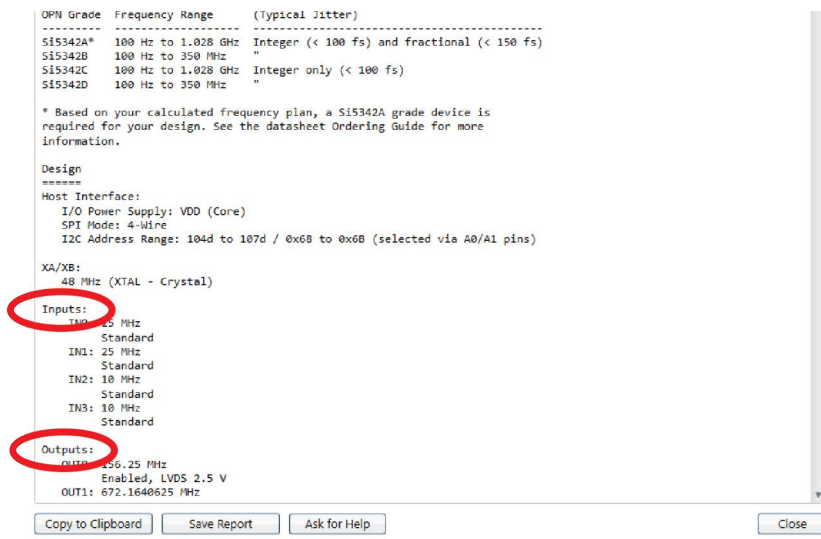 OPN Grade  Frequency Range     (Typical Jitter)
---------  ------------------- --------------------------------------------
Si5342A*   100 Hz to 1.028 GHz  Integer (< 100 fs) and fractional (< 150 fs)
Si5342B    100 Hz to 350 MHz   "
Si5342C    100 Hz to 1.028 GHz  Integer only (< 100 fs)
Si5342D    100 Hz to 350 MHz   "
* Based on your calculated frequency plan, a Si5342A grade device is
required for your design. See the datasheet Ordering Guide for more
information.
Design
======
Host Interface:
I/O Power Supply: VDD (Core)
SPI Mode: 4-Wire
I2C Address Range: 104d to 107d / 0x68 to 0x6B (selected via A0/A1 pins)
XA/XB:
48 MHz (XTAL - Crystal)
Inputs:
IN0: 25 MHz
Standard
IN1: 25 MHz
Standard
IN2: 10 MHz
Standard
IN3: 10 MHz
Standard
Outputs:
OUT0: 156.25 MHz
Enabled, LVDS 2.5 V
OUT1: 672.1640625 MHz
Copy to Clipboard Save Report Ask for Help Close